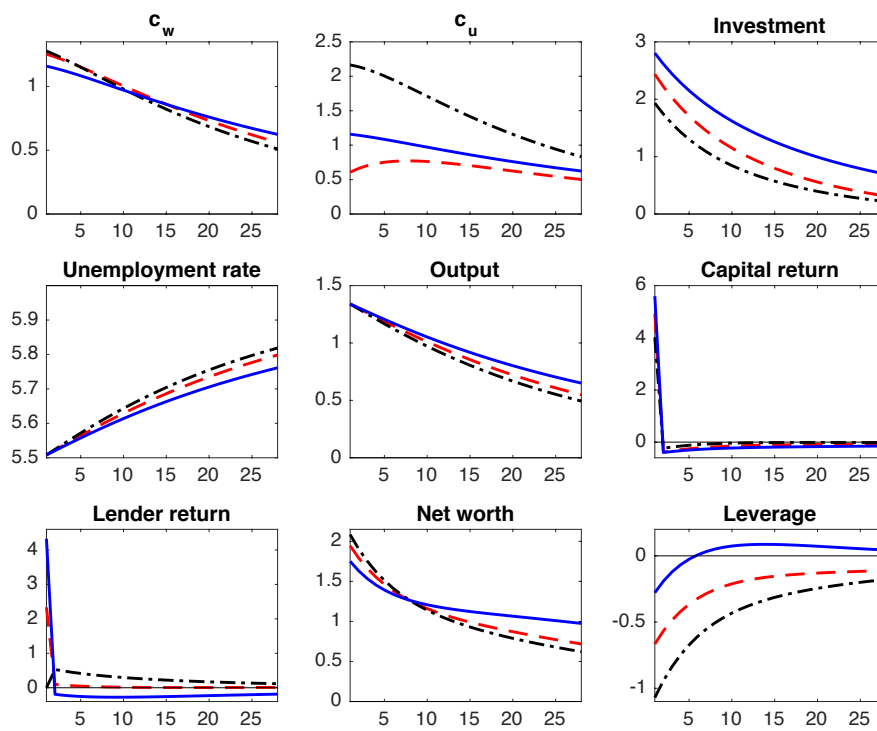 c_w
c_u
Investment
1
0.5
0
5 10 15 20 25
2.5
2
1.5
1
0.5
0
5 10 15 20 25
3
2
1
0
5 10 15 20 25
Unemployment rate
Output
Capital return
5.9
5.8
5.7
5.6
5.5
5 10 15 20 25
1.5
1
0.5
0
5 10 15 20 25
6
4
2
0
5 10 15 20 25
Lender return
Net worth
Leverage
4
3
2
1
0
5 10 15 20 25
2
1.5
1
0.5
0
5 10 15 20 25
0
-0.5
-1
5 10 15 20 25